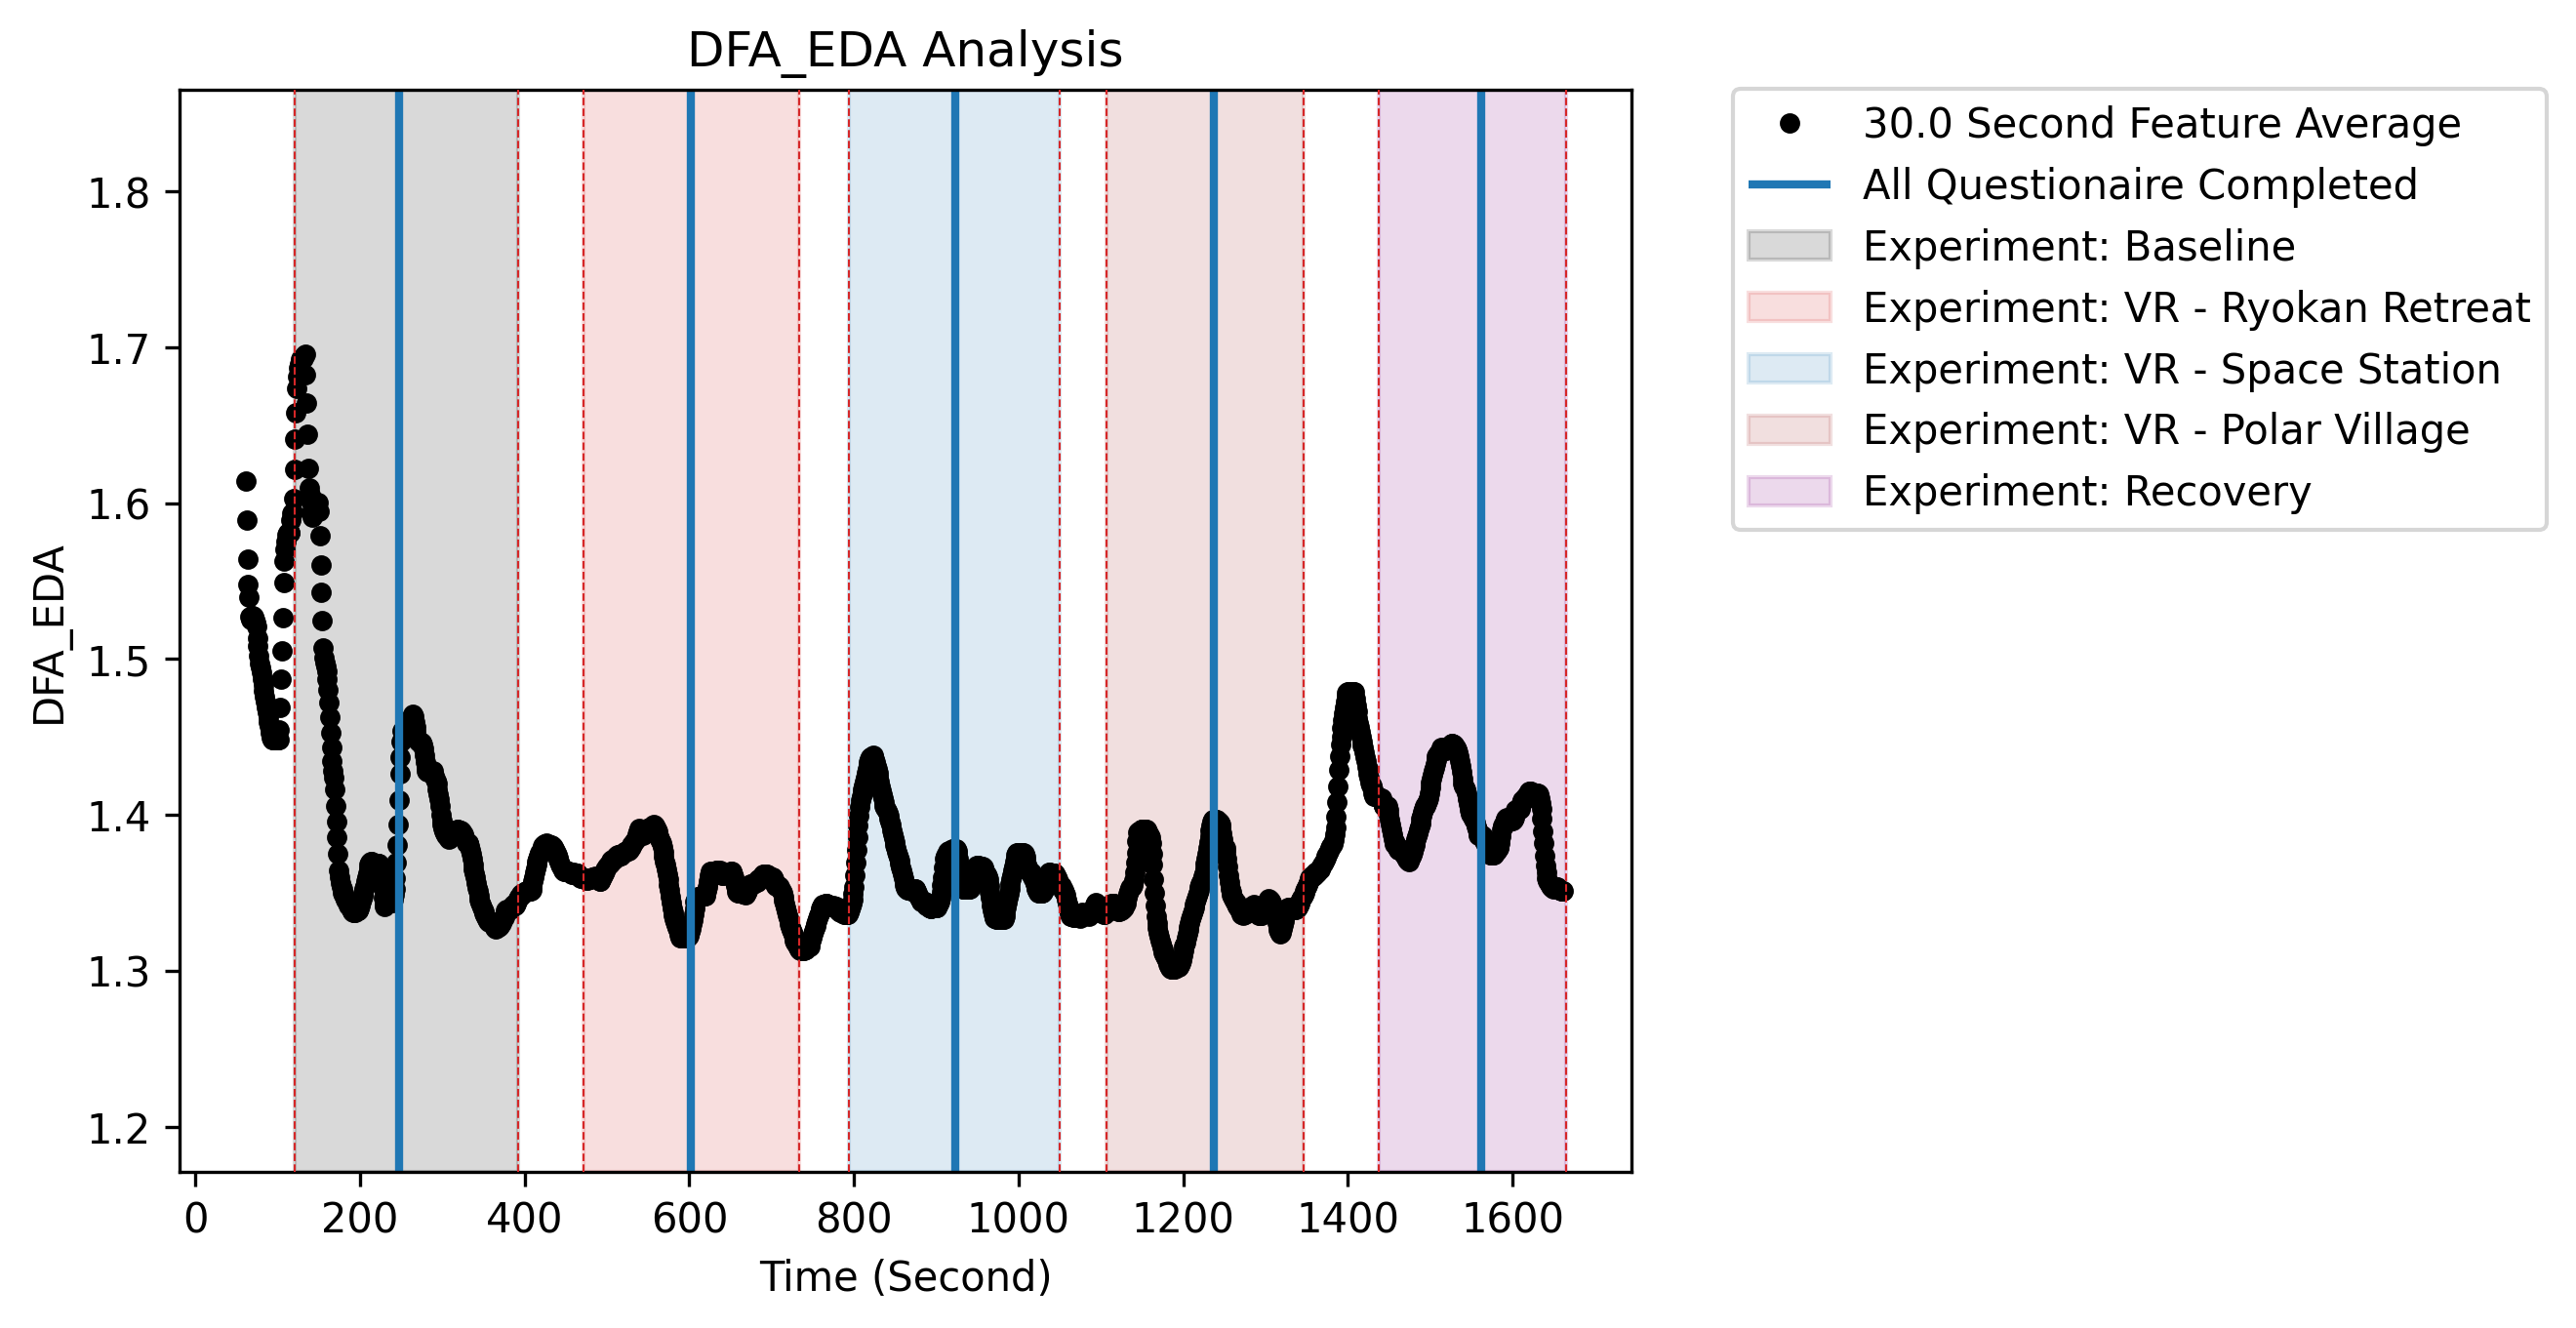 DFA_EDA Analysis
30.0 Second Feature Average
All Questionaire Completed
Experiment: Baseline
Experiment: VR - Ryokan Retreat
Experiment: VR - Space Station
Experiment: VR - Polar Village
Experiment: Recovery
DFA_EDA
1.8
1.7
1.6
1.5
1.4
1.3
1.2
0 200 400 600 800 1000 1200 1400 1600
Time (Second)